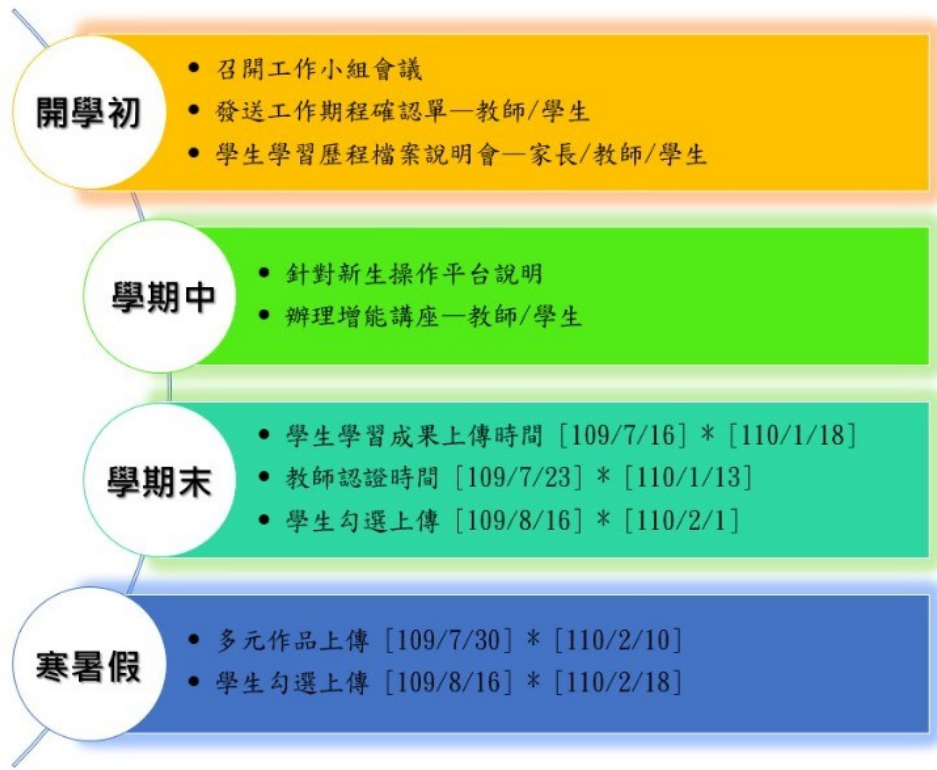 開學初
• 召開工作小組會議
• 發送工作期程確認單—教師/學生
• 學生學習歷程檔案說明會—家長/教師/學生
學期中
• 針對新生操作平台說明
• 辦理增能講座—教師/學生
學期末
• 學生學習成果上傳時間 [109/7/16] * [110/1/18]
• 教師認證時間 [109/7/23] * [110/1/13]
• 學生勾選上傳 [109/8/16] * [110/2/1]
寒暑假
• 多元作品上傳 [109/7/30] * [110/2/10]
• 學生勾選上傳 [109/8/16] * [110/2/18]